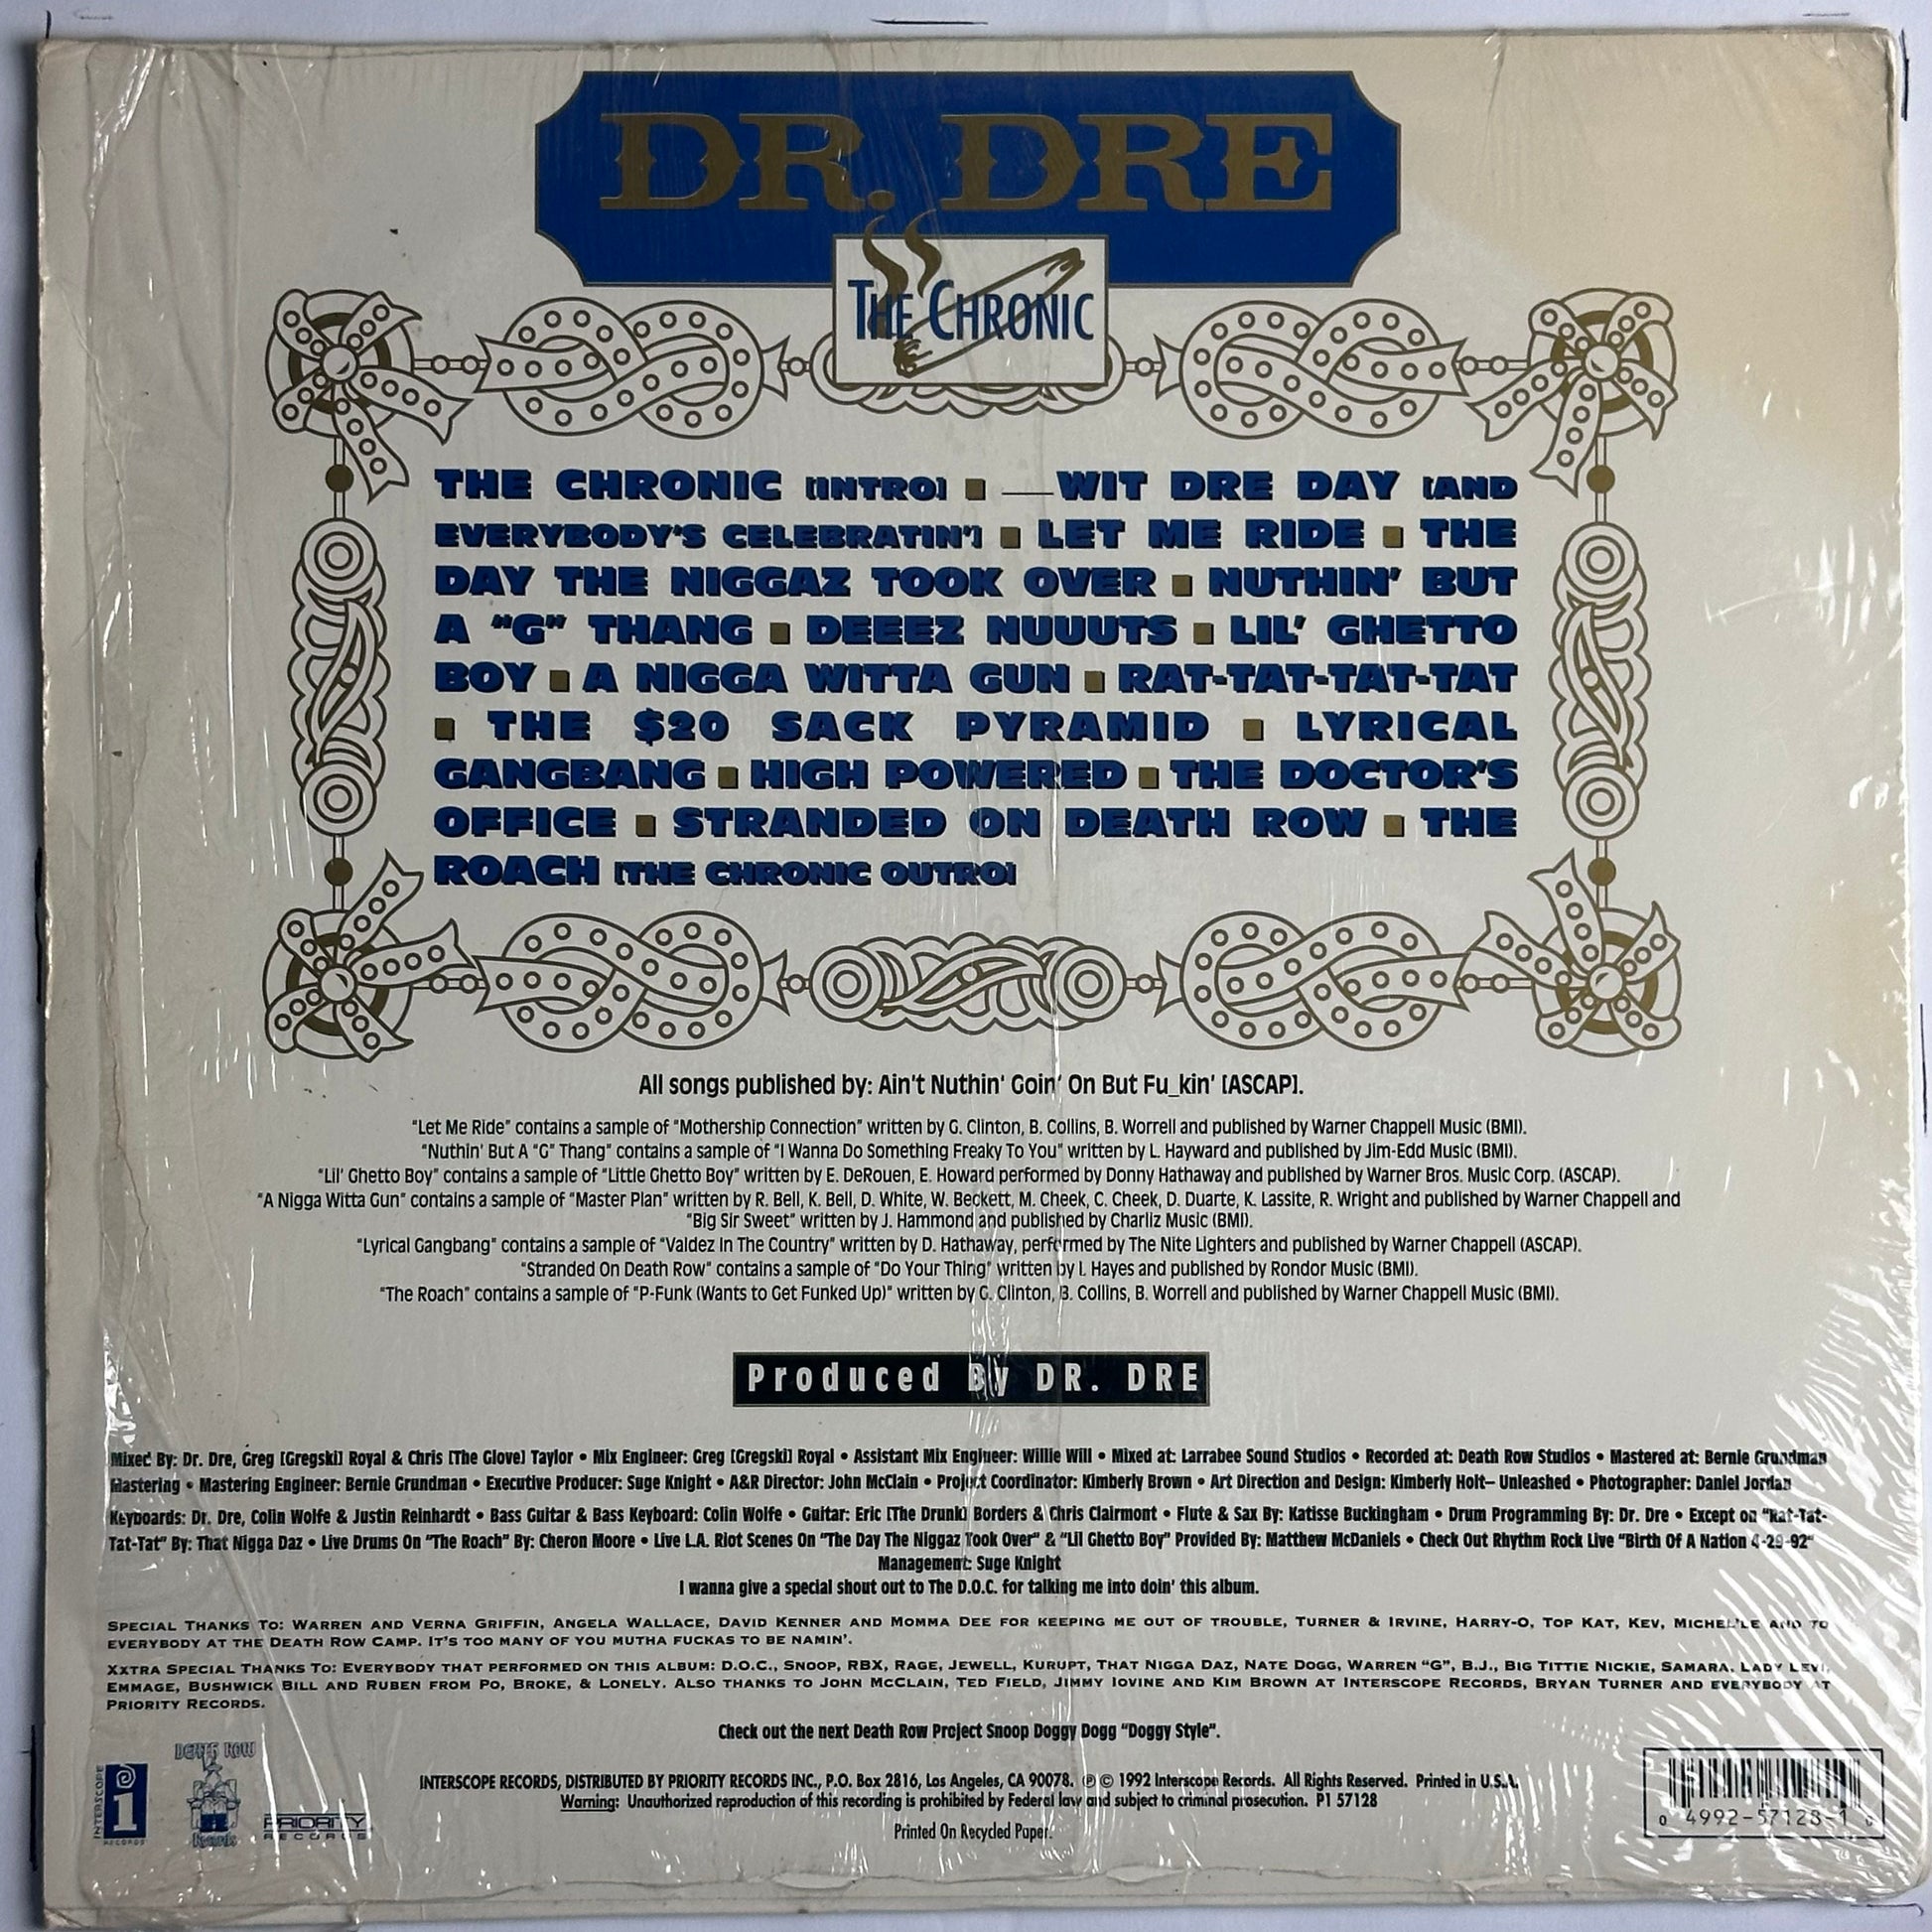 DR. DRE
THE CHRONIC
THE CHRONIC [INTRO] ■ __WIT DRE DAY [AND
EVERYBODY'S CELEBRATIN'] ■ LET ME RIDE ■ THE
DAY THE NIGGAZ TOOK OVER ■ NUTHIN' BUT
A "G" THANG ■ DEEEZ NUUUTS ■ LIL' GHETTO
BOY ■ A NIGGA WITTA GUN ■ RAT-TAT-TAT-TAT
■ THE $20 SACK PYRAMID ■ LYRICAL
GANGBANG ■ HIGH POWERED ■ THE DOCTOR'S
OFFICE ■ STRANDED ON DEATH ROW ■ THE
ROACH [THE CHRONIC OUTRO]
All songs published by: Ain't Nuthin' Goin' On But Fu_kin' [ASCAP].
"Let Me Ride" contains a sample of "Mothership Connection" written by G. Clinton, B. Collins, B. Worrell and published by Warner Chappell Music (BMI).
"Nuthin' But A "G" Thang" contains a sample of "I Wanna Do Something Freaky To You" written by L. Hayward and published by Jim-Edd Music (BMI).
"Lil' Ghetto Boy" contains a sample of "Little Ghetto Boy" written by E. DeRouen, E. Howard performed by Donny Hathaway and published by Warner Bros. Music Corp. (ASCAP).
"A Nigga Witta Gun" contains a sample of "Master Plan" written by R. Bell, K. Bell, D. White, W. Beckett, M. Cheek, C. Cheek, D. Duarte, K. Lassite, R. Wright and published by Warner Chappell and
"Big Sir Sweet" written by J. Hammond and published by Charliz Music (BMI).
"Lyrical Gangbang" contains a sample of "Valdez In The Country" written by D. Hathaway, performed by The Nite Lighters and published by Warner Chappell (ASCAP).
"Stranded On Death Row" contains a sample of "Do Your Thing" written by I. Hayes and published by Rondor Music (BMI).
"The Roach" contains a sample of "P-Funk (Wants to Get Funked Up)" written by G. Clinton, B. Collins, B. Worrell and published by Warner Chappell Music (BMI).
Produced By DR. DRE
Mixed By: Dr. Dre, Greg [Gregski] Royal & Chris [The Glove] Taylor • Mix Engineer: Greg [Gregski] Royal • Assistant Mix Engineer: Willie Will • Mixed at: Larrabee Sound Studios • Recorded at: Death Row Studios • Mastered at: Bernie Grundman
Mastering • Mastering Engineer: Bernie Grundman • Executive Producer: Suge Knight • A&R Director: John McClain • Project Coordinator: Kimberly Brown • Art Direction and Design: Kimberly Holt– Unleashed • Photographer: Daniel Jordan
Keyboards: Dr. Dre, Colin Wolfe & Justin Reinhardt • Bass Guitar & Bass Keyboard: Colin Wolfe • Guitar: Eric [The Drunk] Borders & Chris Clairmont • Flute & Sax By: Katisse Buckingham • Drum Programming By: Dr. Dre • Except on "Rat-Tat-
Tat-Tat" By: That Nigga Daz • Live Drums On "The Roach" By: Cheron Moore • Live L.A. Riot Scenes On "The Day The Niggaz Took Over" & "Lil Ghetto Boy" Provided By: Matthew McDaniels • Check Out Rhythm Rock Live "Birth Of A Nation 4-29-92"
Management: Suge Knight
I wanna give a special shout out to The D.O.C. for talking me into doin' this album.
SPECIAL THANKS TO: WARREN AND VERNA GRIFFIN, ANGELA WALLACE, DAVID KENNER AND MOMMA DEE FOR KEEPING ME OUT OF TROUBLE, TURNER & IRVINE, HARRY-O, TOP KAT, KEV, MICHEL'LE AND TO
EVERYBODY AT THE DEATH ROW CAMP. IT'S TOO MANY OF YOU MUTHA FUCKAS TO BE NAMIN'.
XXTRA SPECIAL THANKS TO: EVERYBODY THAT PERFORMED ON THIS ALBUM: D.O.C., SNOOP, RBX, RAGE, JEWELL, KURUPT, THAT NIGGA DAZ, NATE DOGG, WARREN "G", B.J., BIG TITTIE NICKIE, SAMARA, LADY LEVI,
EMMAGE, BUSHWICK BILL AND RUBEN FROM PO, BROKE, & LONELY. ALSO THANKS TO JOHN MCCLAIN, TED FIELD, JIMMY IOVINE AND KIM BROWN AT INTERSCOPE RECORDS, BRYAN TURNER AND EVERYBODY AT
PRIORITY RECORDS.
Check out the next Death Row Project Snoop Doggy Dogg "Doggy Style".
INTERSCOPE RECORDS
DEATH ROW Records
PRIORITY RECORDS
INTERSCOPE RECORDS, DISTRIBUTED BY PRIORITY RECORDS INC., P.O. Box 2816, Los Angeles, CA 90078. ℗ © 1992 Interscope Records. All Rights Reserved. Printed in U.S.A.
Warning: Unauthorized reproduction of this recording is prohibited by Federal law and subject to criminal prosecution. P1 57128
Printed On Recycled Paper.
0 4992-57128-1 0